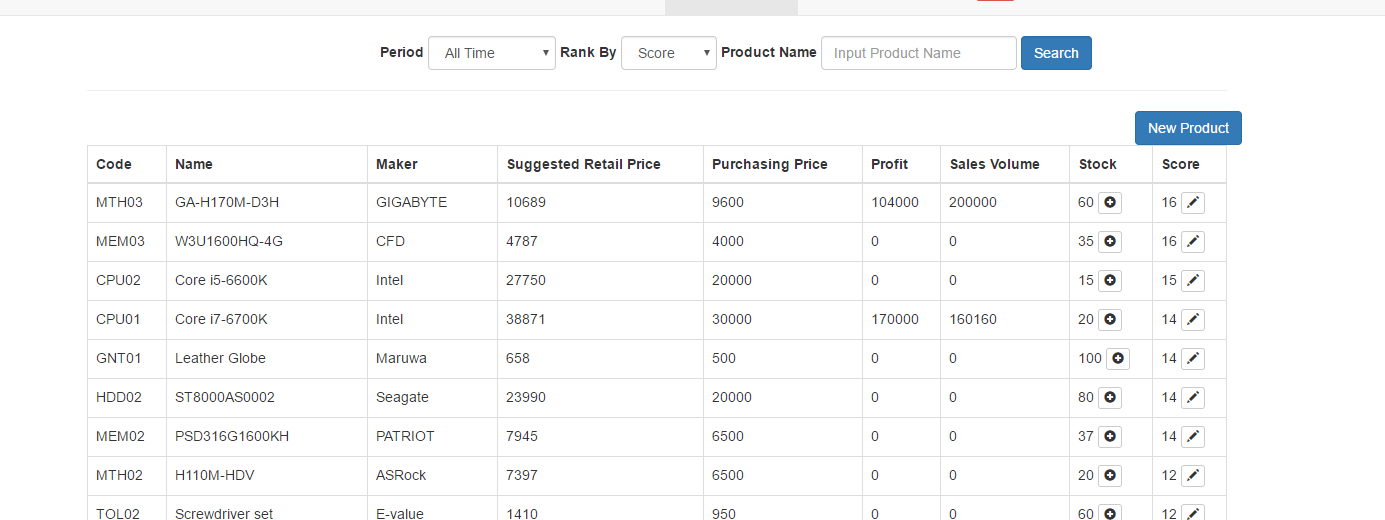 Period All Time Rank By Score Product Name Input Product Name Search
New Product
Code Name Maker Suggested Retail Price Purchasing Price Profit Sales Volume Stock Score
MTH03 GA-H170M-D3H GIGABYTE 10689 9600 104000 200000 60 16
MEM03 W3U1600HQ-4G CFD 4787 4000 0 0 35 16
CPU02 Core i5-6600K Intel 27750 20000 0 0 15 15
CPU01 Core i7-6700K Intel 38871 30000 170000 160160 20 14
GNT01 Leather Globe Maruwa 658 500 0 0 100 14
HDD02 ST8000AS0002 Seagate 23990 20000 0 0 80 14
MEM02 PSD316G1600KH PATRIOT 7945 6500 0 0 37 14
MTH02 H110M-HDV ASRock 7397 6500 0 0 20 12
TOL02 Screwdriver set E-value 1410 950 0 0 60 12